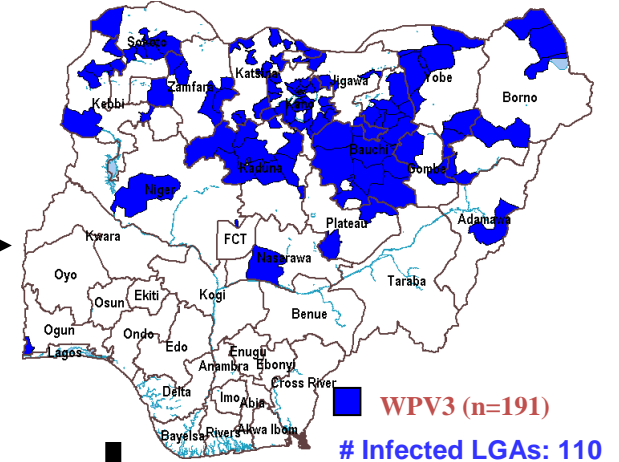 Sokoto
Katsina
Jigawa
Yobe
Zamfara
Kebbi
Kano
Borno
Bauchi
Kaduna
Gombe
Niger
Plateau
Adamawa
Kwara
FCT
Nasarawa
Taraba
Oyo
Kogi
Ekiti
Osun
Benue
Ogun
Ondo
Edo
Enugu
Lagos
Anambra
Ebonyi
Cross River
Delta
Imo
Abia
WPV3 (n=191)
Bayelsa
Rivers
Akwa Ibom
# Infected LGAs: 110